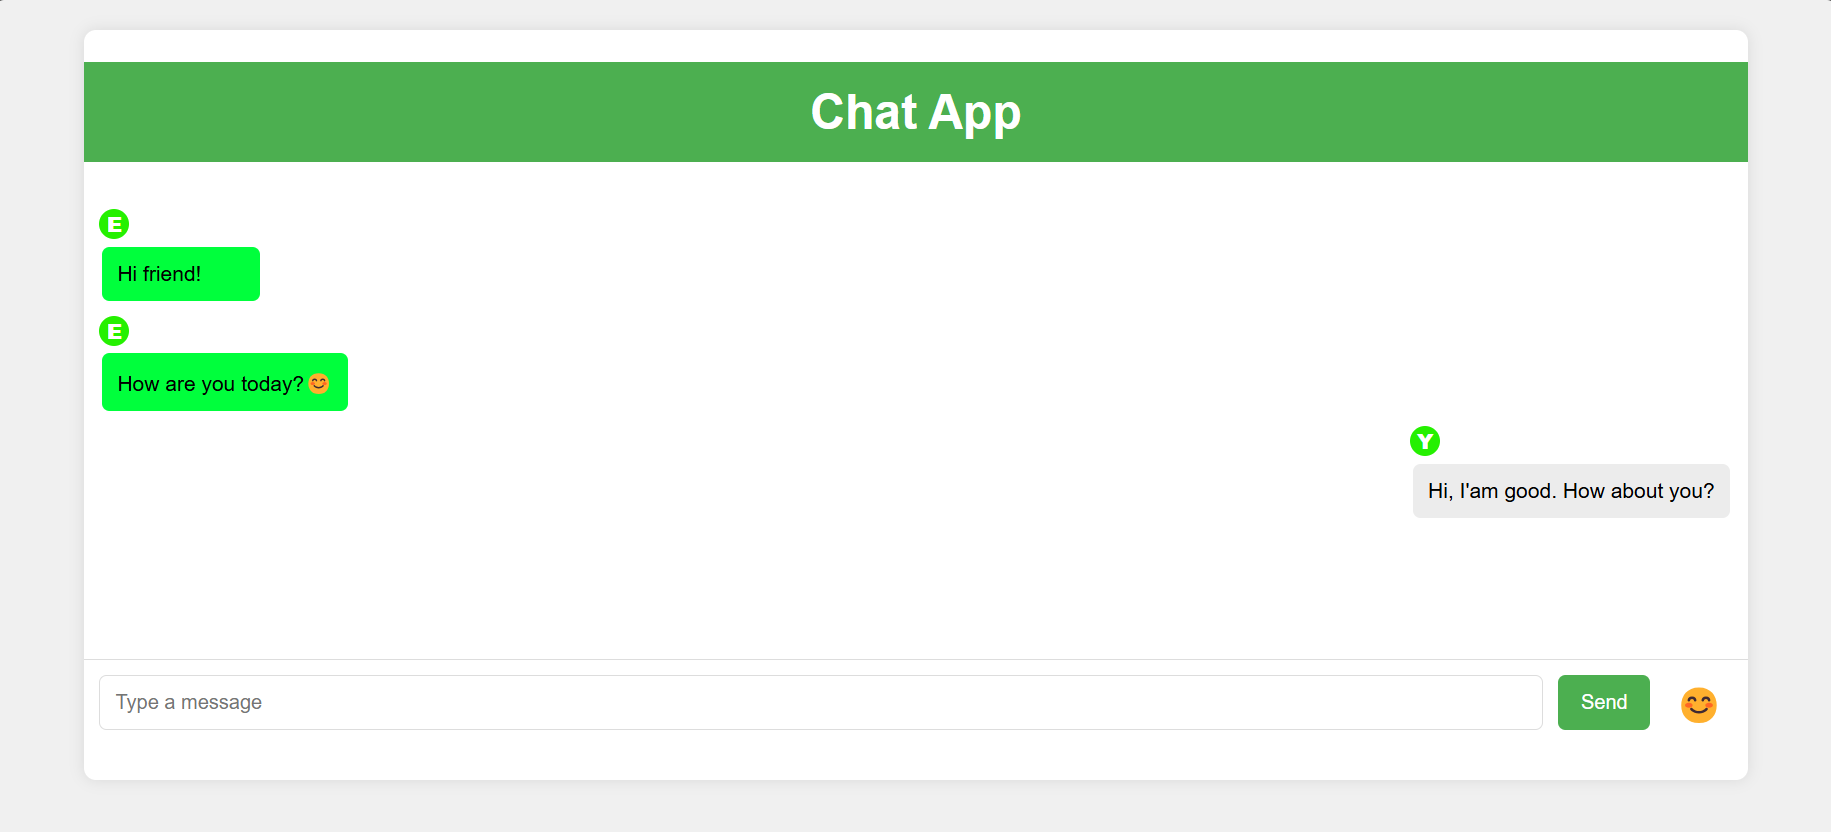 Chat App
E
Hi friend!
E
How are you today?😊
Y
Hi, I'am good. How about you?
Type a message
Send